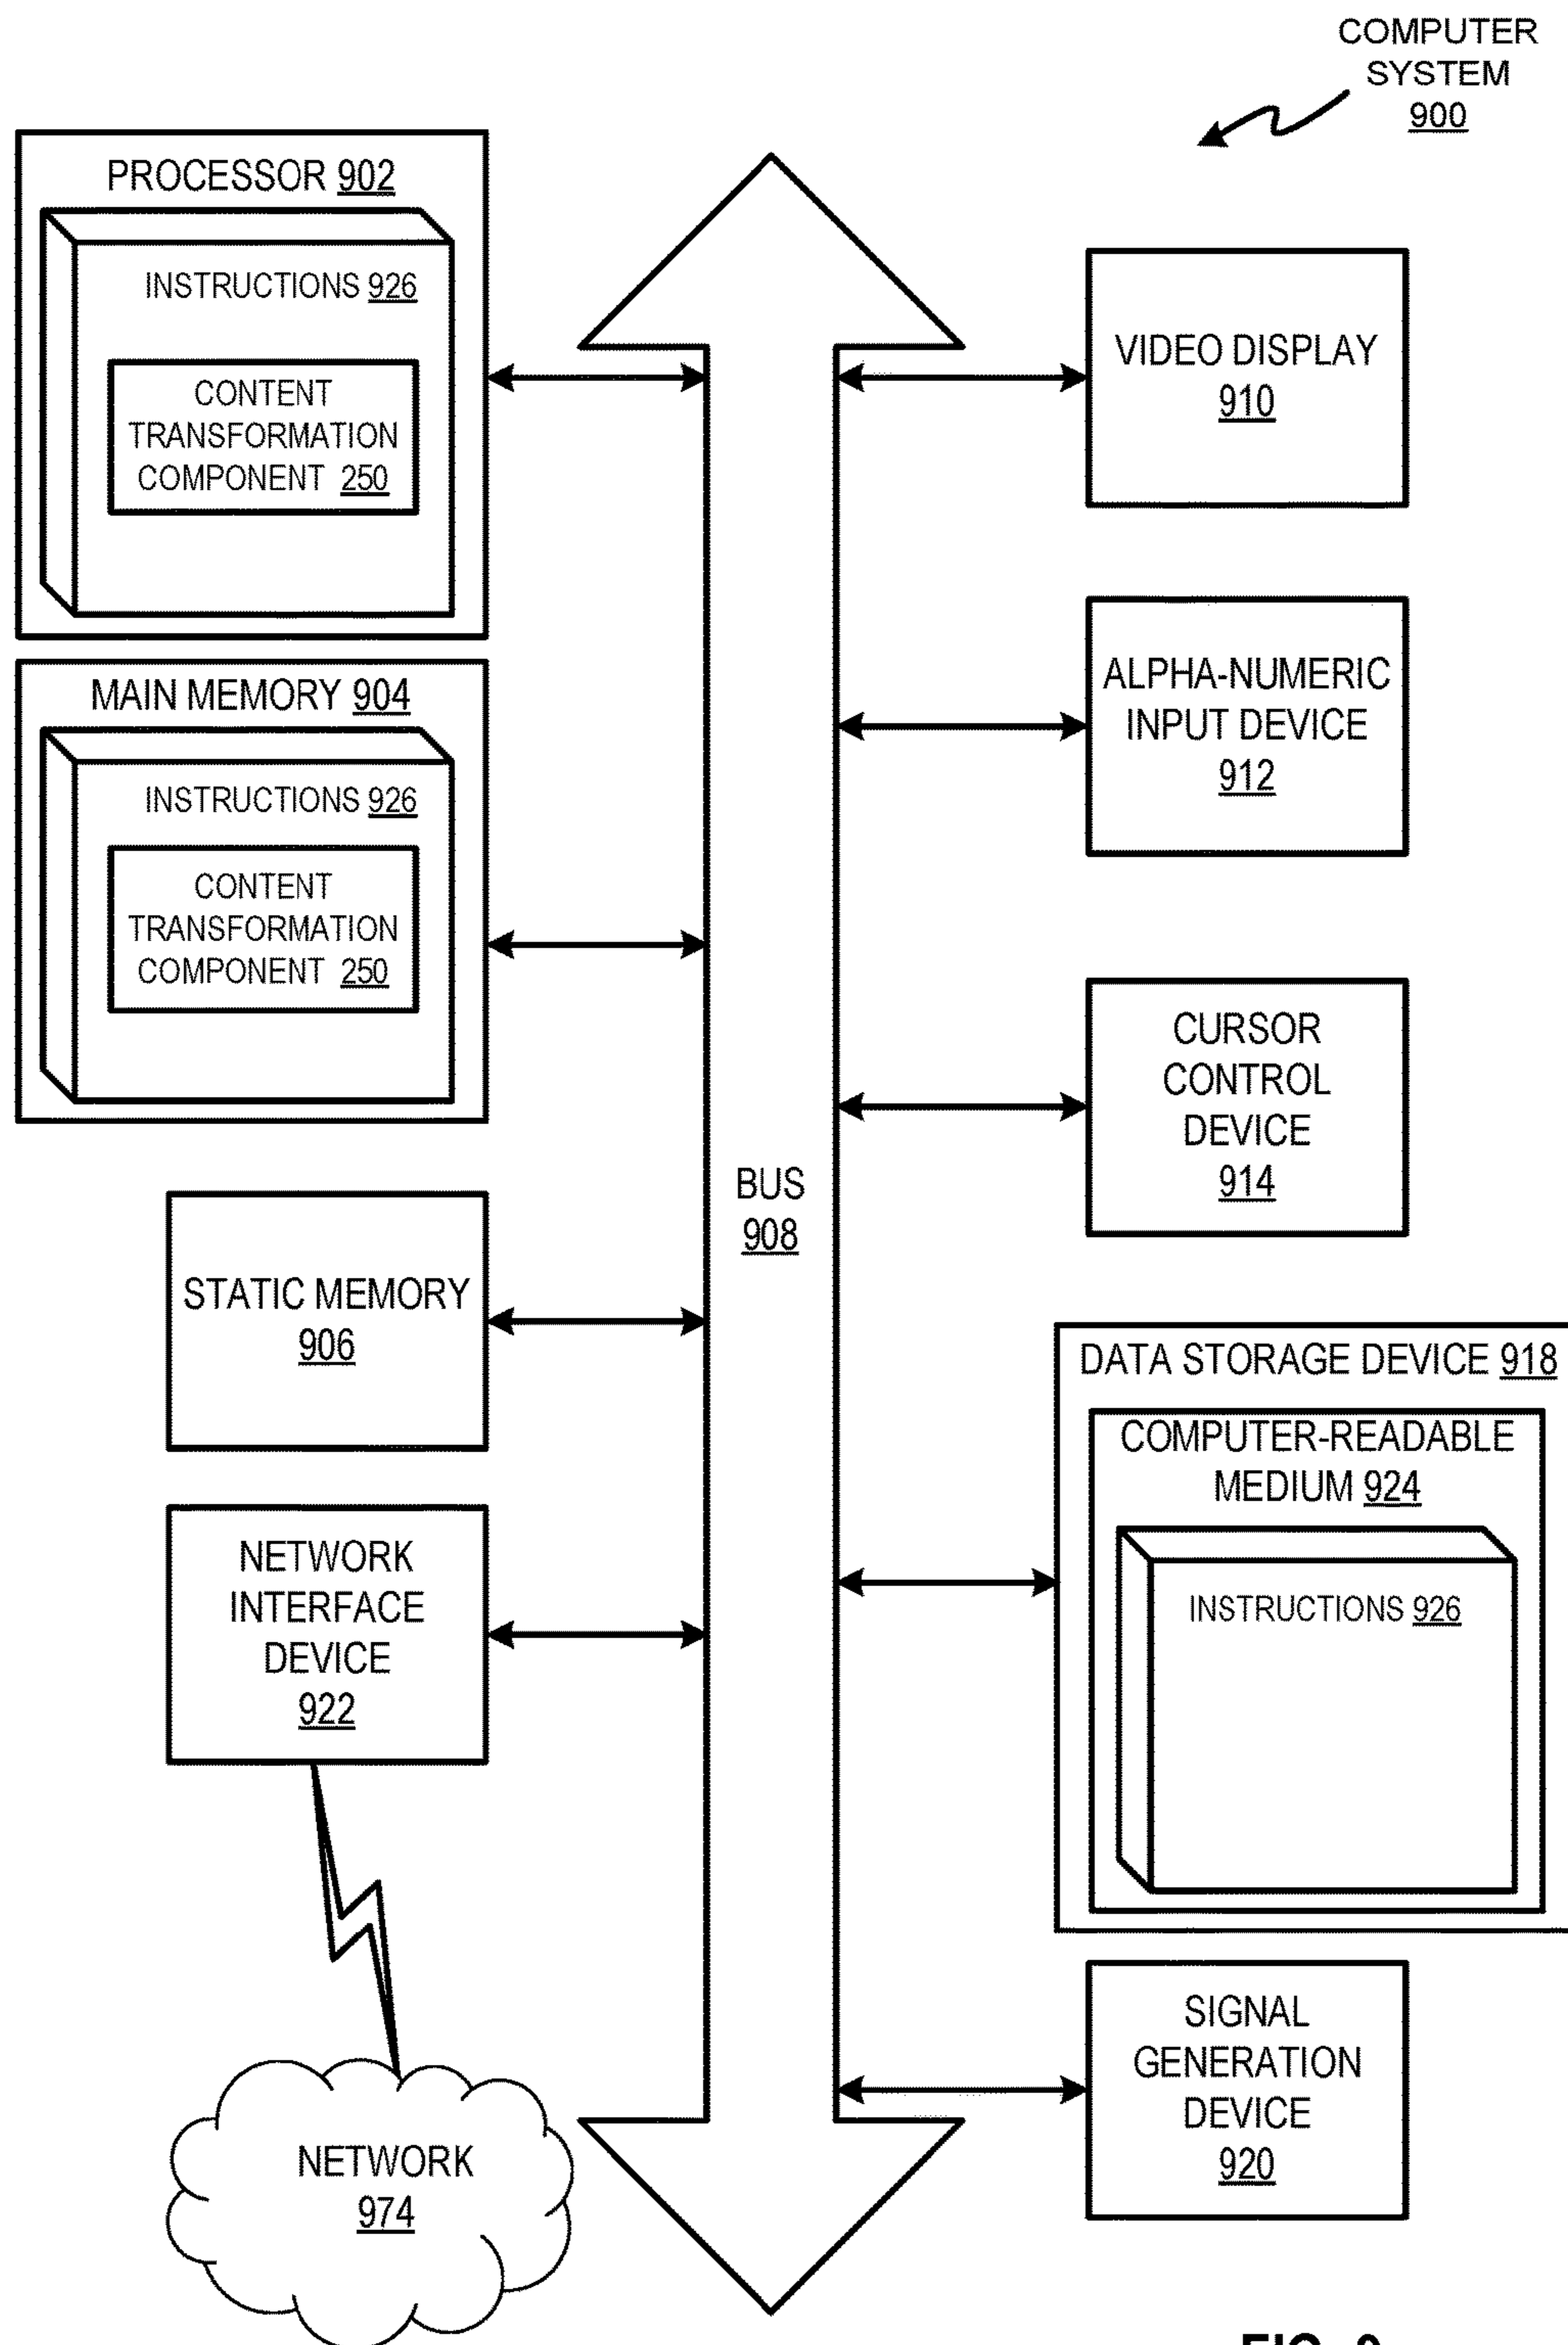 COMPUTER
SYSTEM
900
PROCESSOR 902
INSTRUCTIONS 926
CONTENT
TRANSFORMATION
COMPONENT 250
MAIN MEMORY 904
INSTRUCTIONS 926
CONTENT
TRANSFORMATION
COMPONENT 250
STATIC MEMORY
906
NETWORK
INTERFACE
DEVICE
922
NETWORK
974
BUS
908
VIDEO DISPLAY
910
ALPHA-NUMERIC
INPUT DEVICE
912
CURSOR
CONTROL
DEVICE
914
DATA STORAGE DEVICE 918
COMPUTER-READABLE
MEDIUM 924
INSTRUCTIONS 926
SIGNAL
GENERATION
DEVICE
920
FIG.